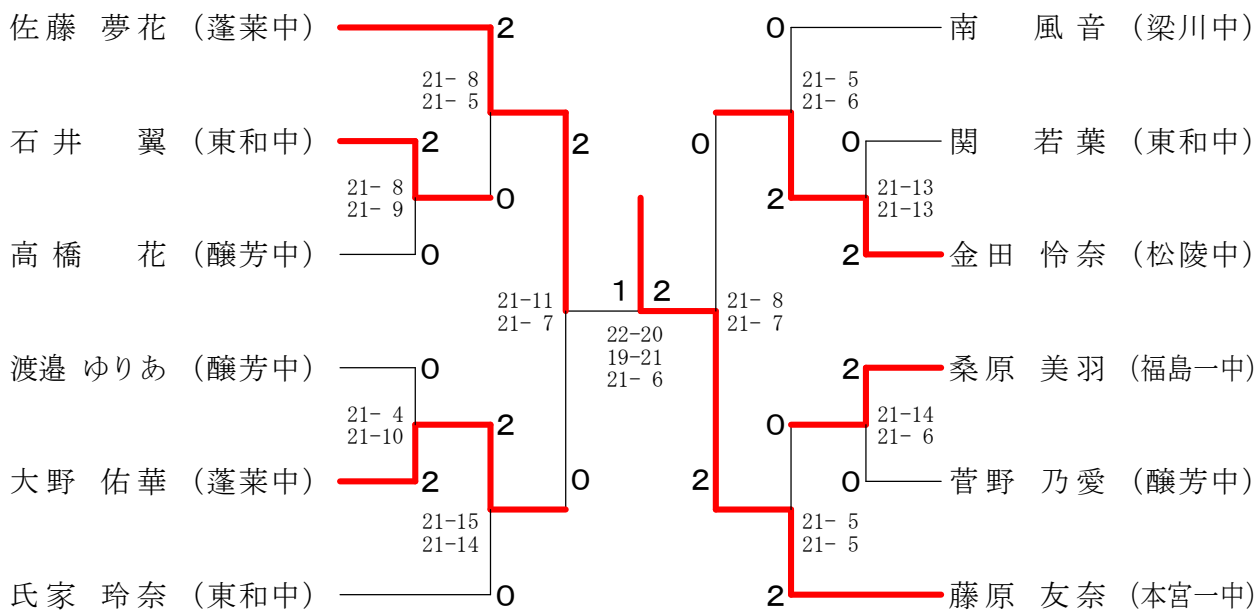 佐藤 夢花 (蓬莱中) 2 0 南 風音 (梁川中)
21- 8 21- 5
21- 5 21- 6
石井 翼 (東和中) 2 2 0 0 関 若葉 (東和中)
21- 8 21-13
21- 9 0 2 21-13
高橋 花 (醸芳中) 0 2 金田 怜奈 (松陵中)
21-11 1 2 21- 8
21- 7 21- 7
22-20
19-21
21- 6
渡邉 ゆりあ (醸芳中) 0 2 桑原 美羽 (福島一中)
21- 4 21-14
21-10 2 0 21- 6
大野 佑華 (蓬莱中) 2 0 2 0 菅野 乃愛 (醸芳中)
21-15 21- 5
21-14 21- 5
氏家 玲奈 (東和中) 0 2 藤原 友奈 (本宮一中)